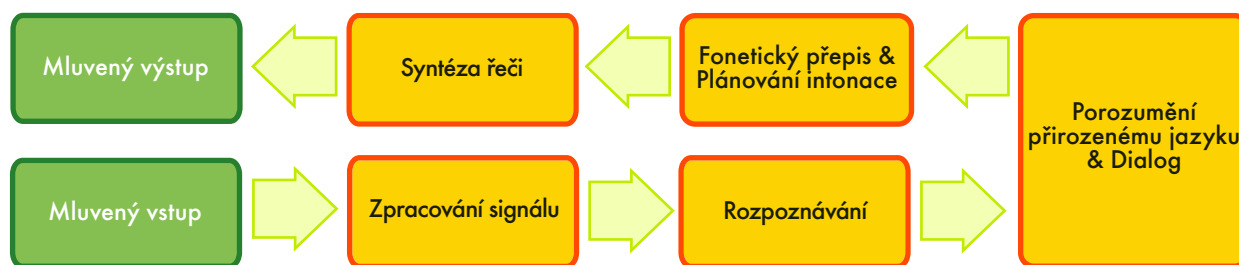 Mluvený výstup
Syntéza řeči
Fonetický přepis &
Plánování intonace
Porozumění
přirozenému jazyku
& Dialog
Mluvený vstup
Zpracování signálu
Rozpoznávání